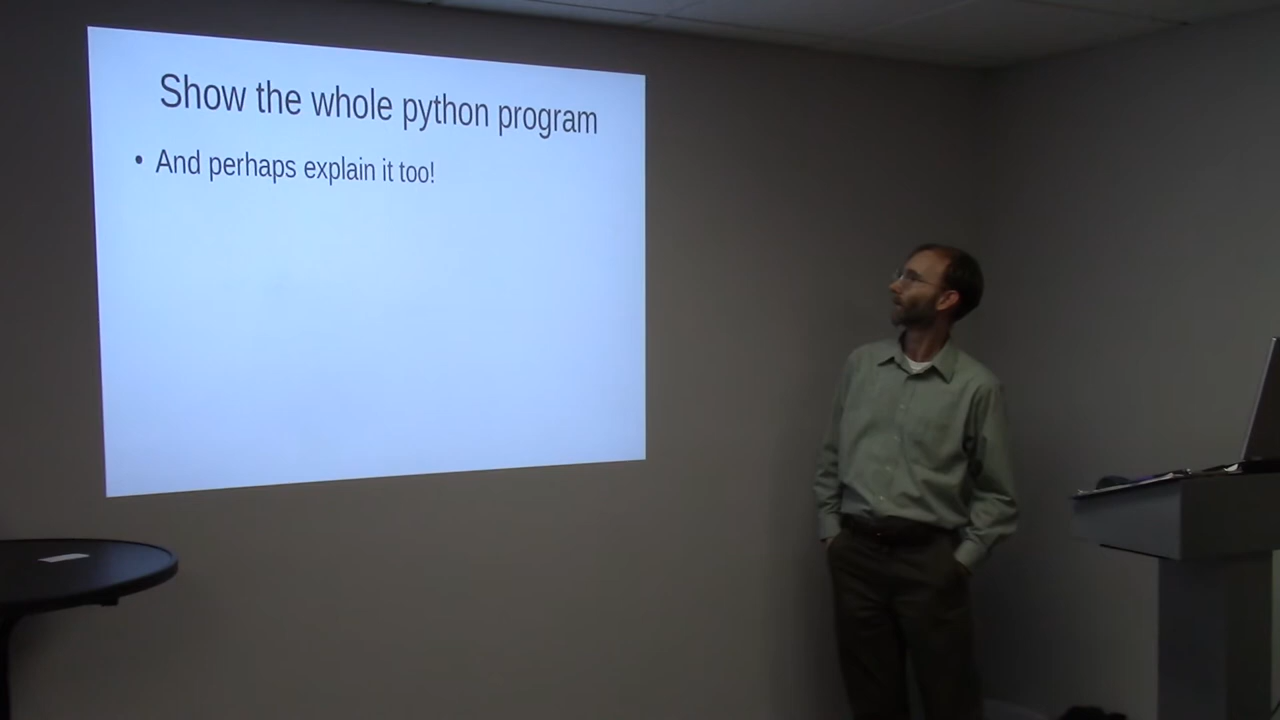 Show the whole python program
• And perhaps explain it too!